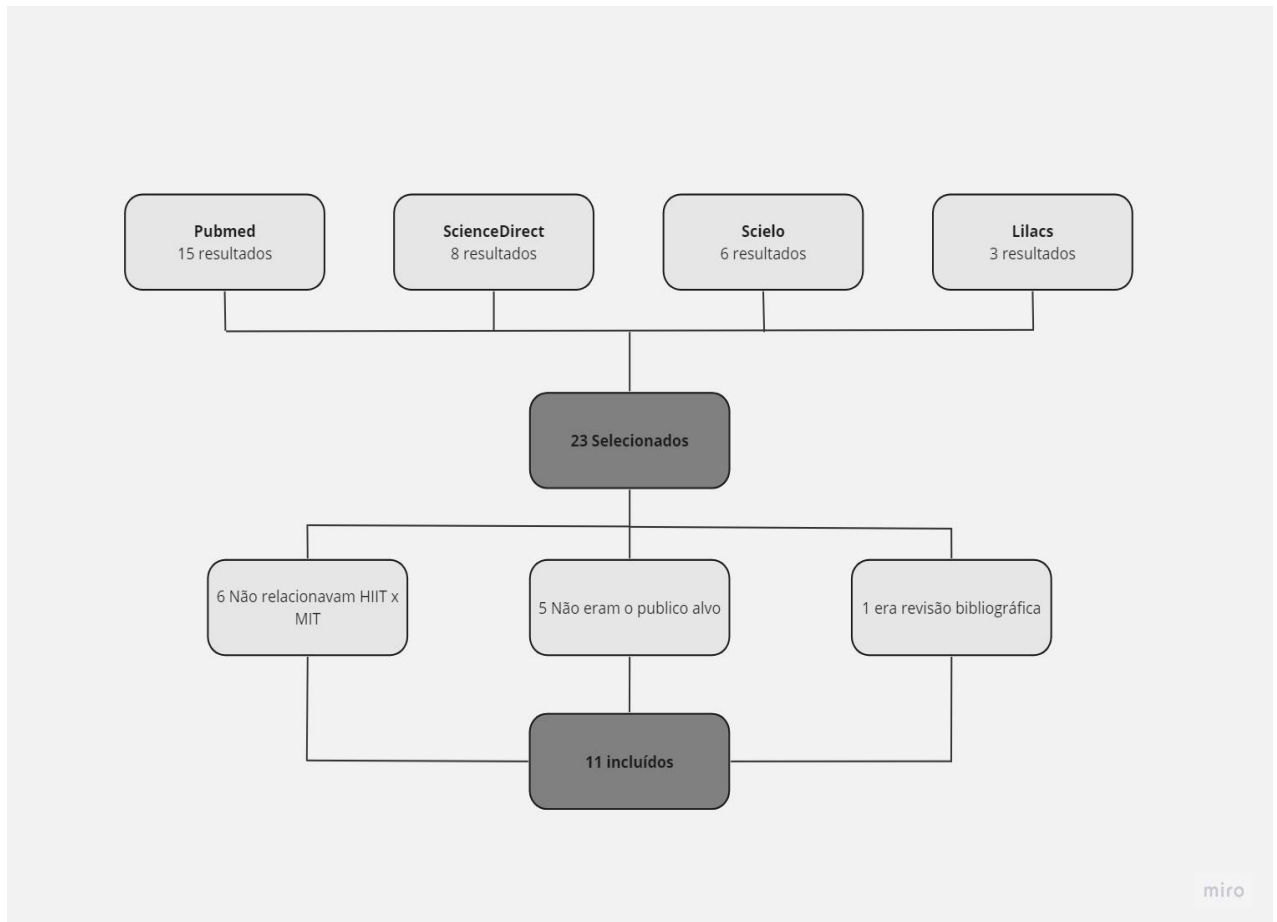 Pubmed
15 resultados
ScienceDirect
8 resultados
Scielo
6 resultados
Lilacs
3 resultados
23 Selecionados
6 Não relacionavam HIIT x
MIT
5 Não eram o publico alvo
1 era revisão bibliográfica
11 incluídos
miro